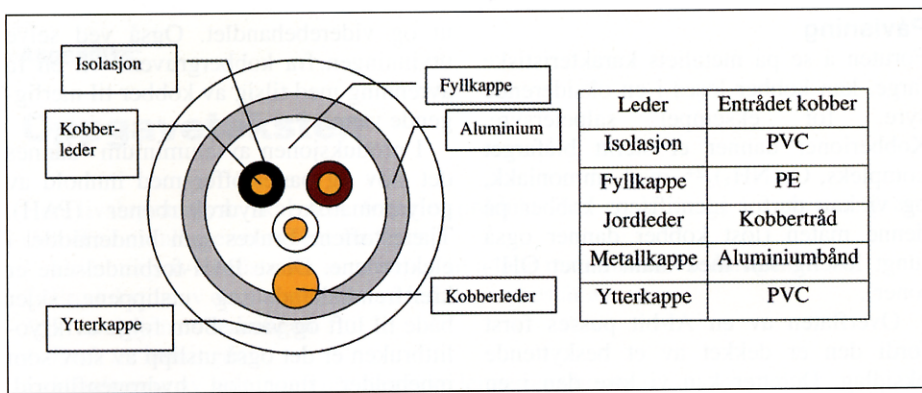 Isolasjon
Kobber-
leder
Ytterkappe
Fyllkappe
Aluminium
Kobberleder
Leder Entrådet kobber
Isolasjon PVC
Fyllkappe PE
Jordleder Kobbertråd
Metallkappe Aluminiumbånd
Ytterkappe PVC